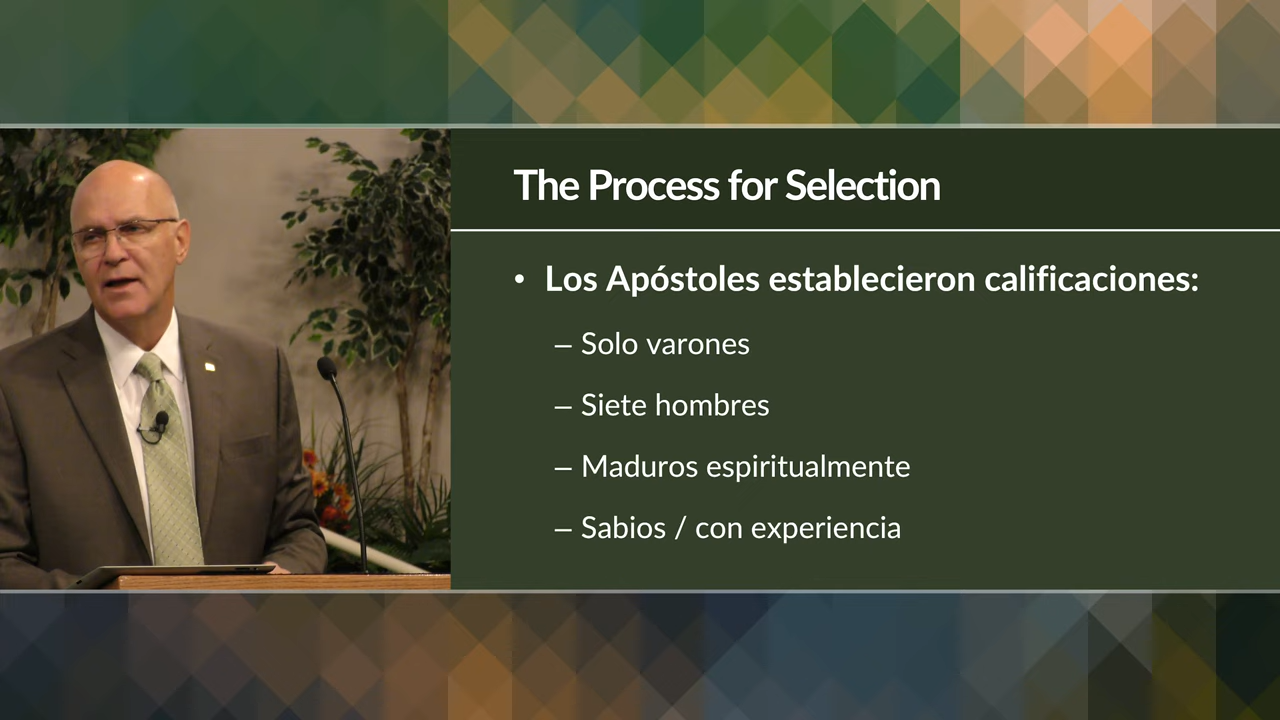 The Process for Selection
• Los Apóstoles establecieron calificaciones:
– Solo varones
– Siete hombres
– Maduros espiritualmente
– Sabios / con experiencia